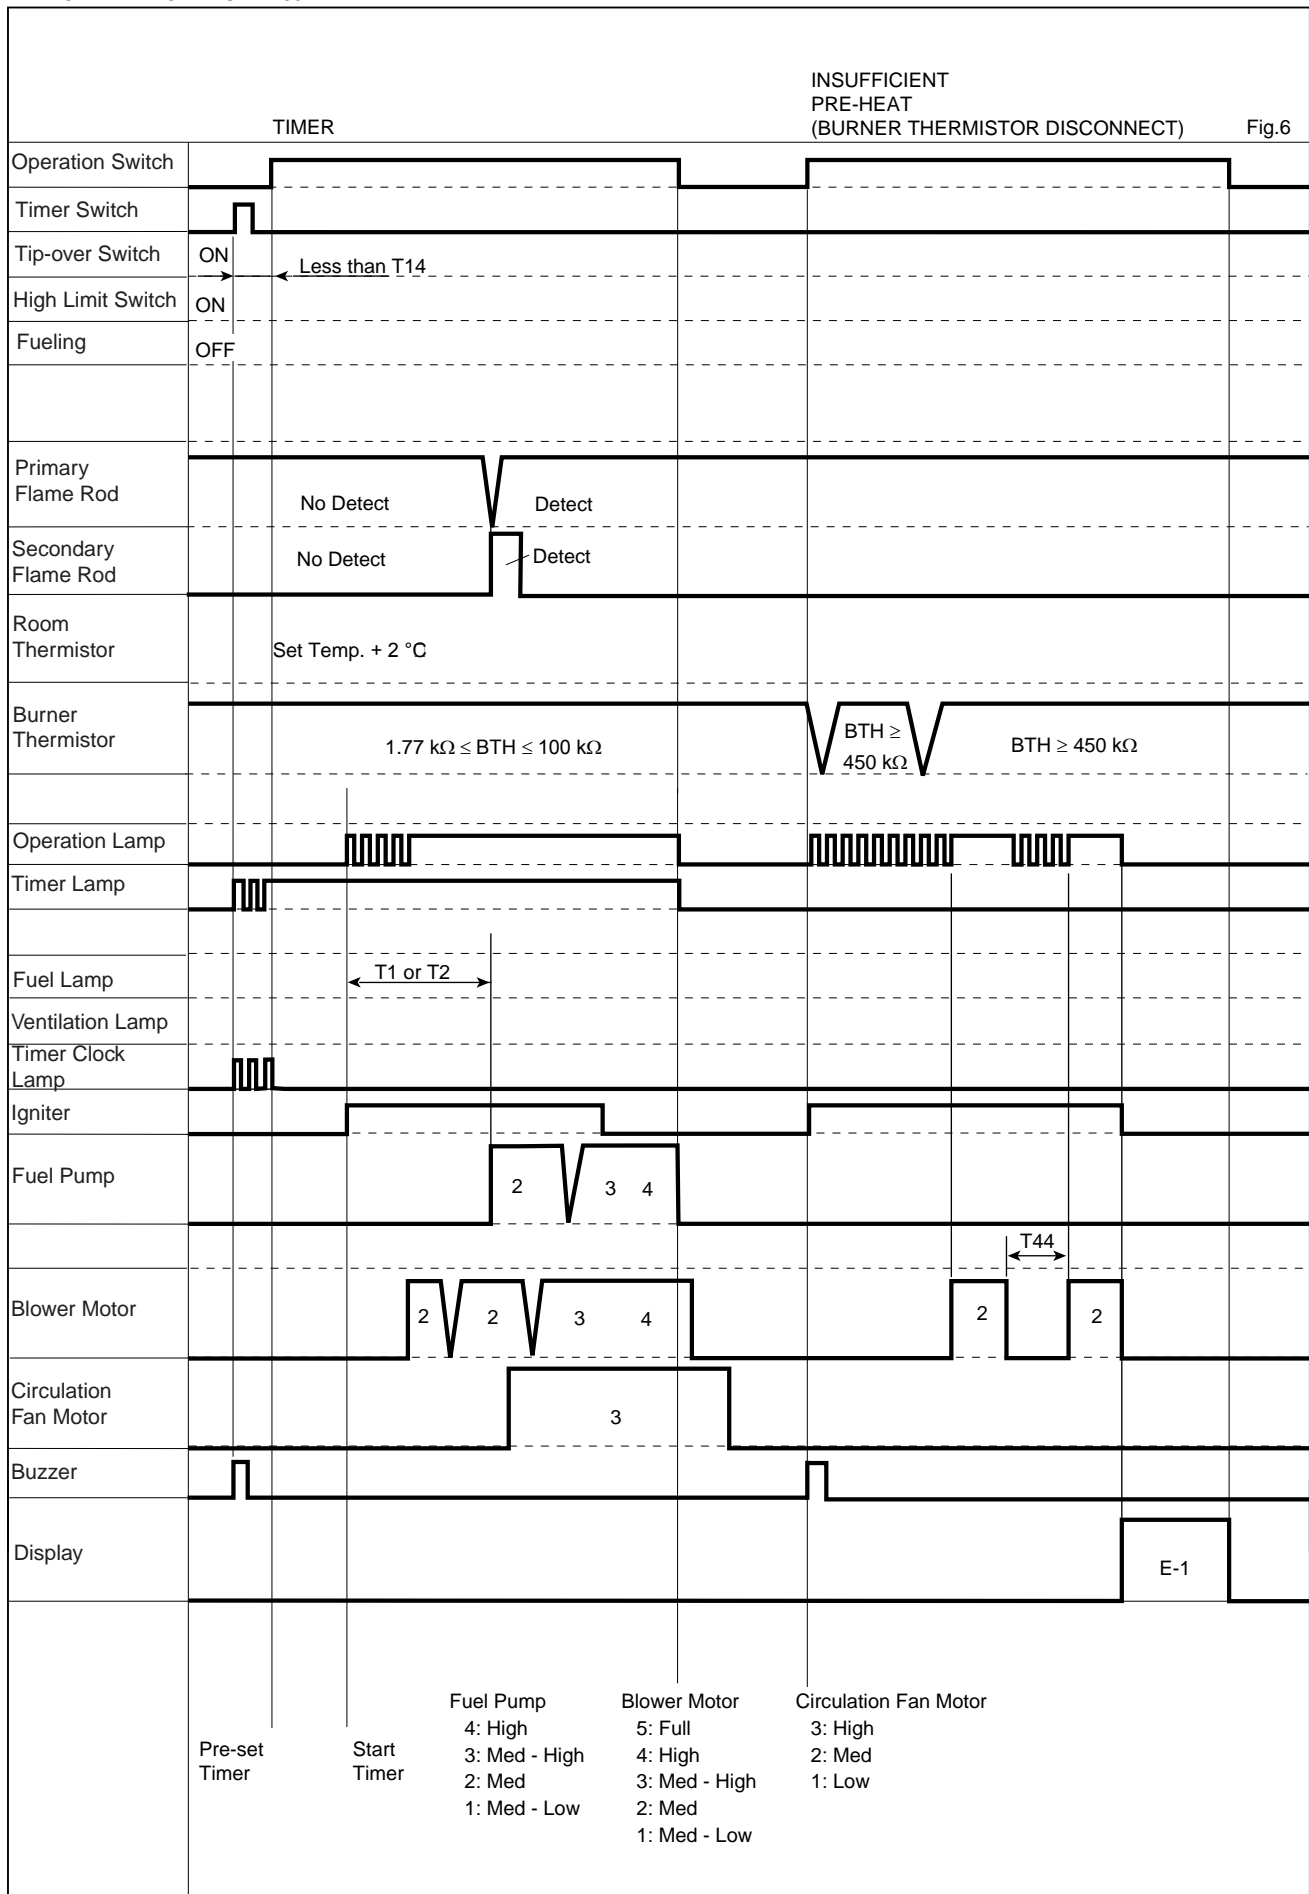 INSUFFICIENT
PRE-HEAT
TIMER
(BURNER THERMISTOR DISCONNECT)
Fig.6
Operation Switch
Timer Switch
Tip-over Switch
ON
Less than T14
High Limit Switch
ON
Fueling
OFF
Primary
Flame Rod
No Detect
Detect
Secondary
Flame Rod
No Detect
Detect
Room
Thermistor
Set Temp. + 2 °C
Burner
Thermistor
1.77 kΩ ≤ BTH ≤ 100 kΩ
BTH ≥
450 kΩ
BTH ≥ 450 kΩ
Operation Lamp
Timer Lamp
Fuel Lamp
T1 or T2
Ventilation Lamp
Timer Clock
Lamp
Igniter
Fuel Pump
2
3
4
T44
Blower Motor
2
2
3
4
2
2
Circulation
Fan Motor
3
Buzzer
Display
E-1
Pre-set
Timer
Start
Timer
Fuel Pump
4: High
3: Med - High
2: Med
1: Med - Low
Blower Motor
5: Full
4: High
3: Med - High
2: Med
1: Med - Low
Circulation Fan Motor
3: High
2: Med
1: Low